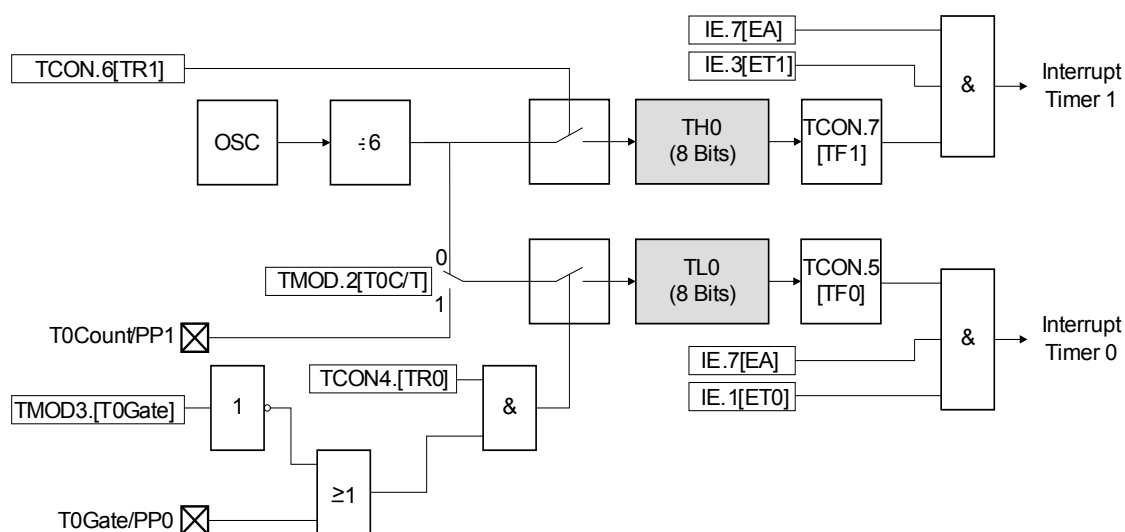 IE.7[EA]
TCON.6[TR1]
IE.3[ET1]
&
Interrupt
Timer 1
OSC
÷6
TH0
(8 Bits)
TCON.7
[TF1]
0
TMOD.2[T0C/T]
1
TL0
(8 Bits)
TCON.5
[TF0]
T0Count/PP1
&
Interrupt
Timer 0
IE.7[EA]
TCON4.[TR0]
IE.1[ET0]
TMOD3.[T0Gate]
1
&
≥1
T0Gate/PP0